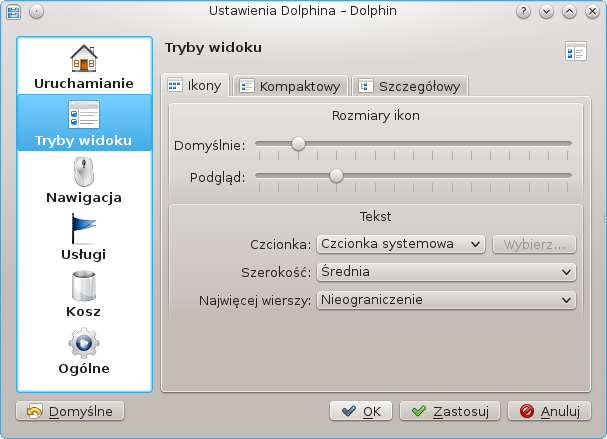 Ustawienia Dolphina – Dolphin
Uruchamianie
Tryby widoku
Nawigacja
Usługi
Kosz
Ogólne
Tryby widoku
Ikony
Kompaktowy
Szczegółowy
Rozmiary ikon
Domyślnie:
Podgląd:
Tekst
Czcionka: Czcionka systemowa Wybierz...
Szerokość: Średnia
Najwięcej wierszy: Nieograniczenie
Domyślne
OK
Zastosuj
Anuluj